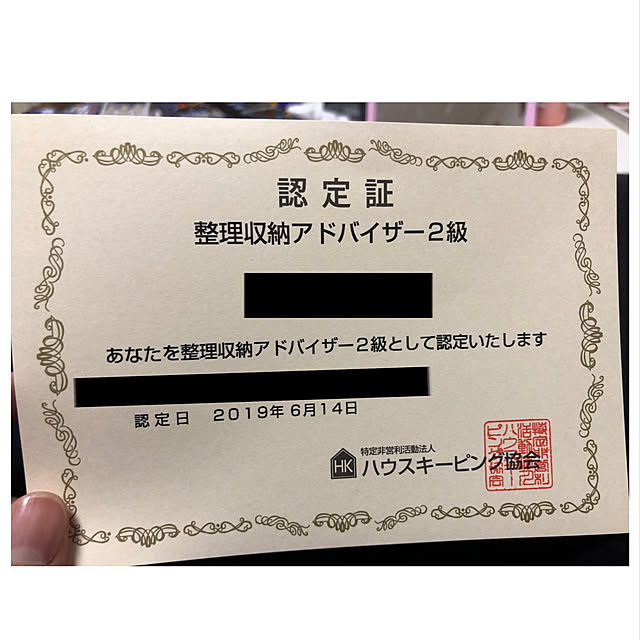 認定証
整理収納アドバイザー2級
あなたを整理収納アドバイザー2級として認定いたします
認定日 2019年6月14日
特定非営利活動法人
HK ハウスキーピング協会